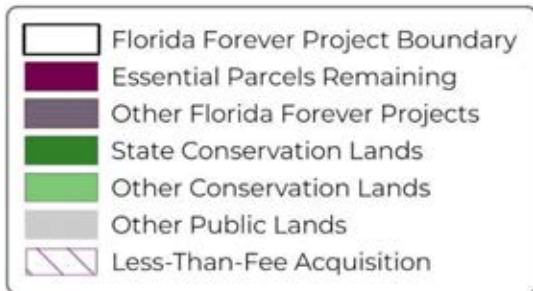 Florida Forever Project Boundary
Essential Parcels Remaining
Other Florida Forever Projects
State Conservation Lands
Other Conservation Lands
Other Public Lands
Less-Than-Fee Acquisition